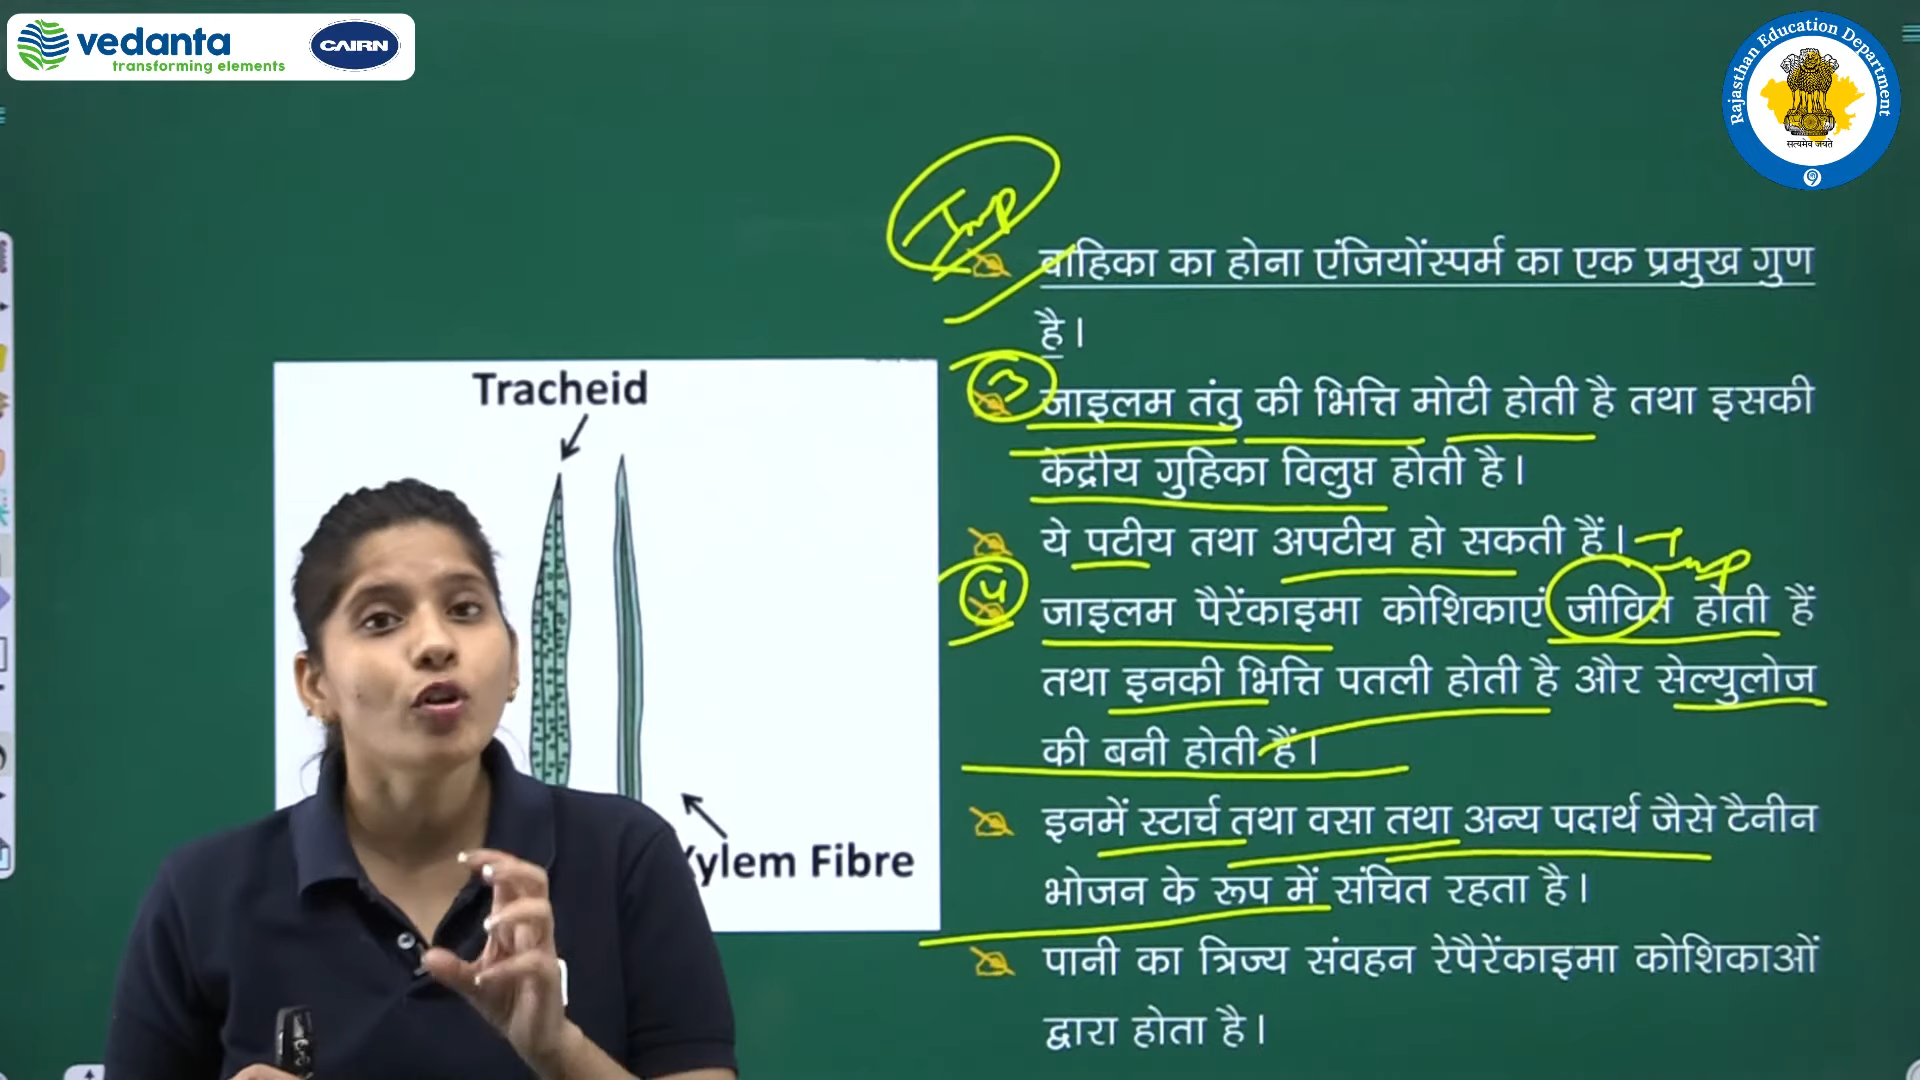 vedanta
transforming elements
CAIRN
Rajasthan Education Department
सत्यमेव जयते
Imp
वाहिका का होना एंजियोंस्पर्म का एक प्रमुख गुण
है।
3
जाइलम तंतु की भित्ति मोटी होती है तथा इसकी
केंद्रीय गुहिका विलुप्त होती है।
ये पटीय तथा अपटीय हो सकती हैं। Imp
4
जाइलम पैरेंकाइमा कोशिकाएं जीवित होती हैं
तथा इनकी भित्ति पतली होती है और सेल्युलोज
की बनी होती हैं।
इनमें स्टार्च तथा वसा तथा अन्य पदार्थ जैसे टैनीन
भोजन के रूप में संचित रहता है।
पानी का त्रिज्य संवहन रेपैरेंकाइमा कोशिकाओं
द्वारा होता है।
Tracheid
Xylem Fibre